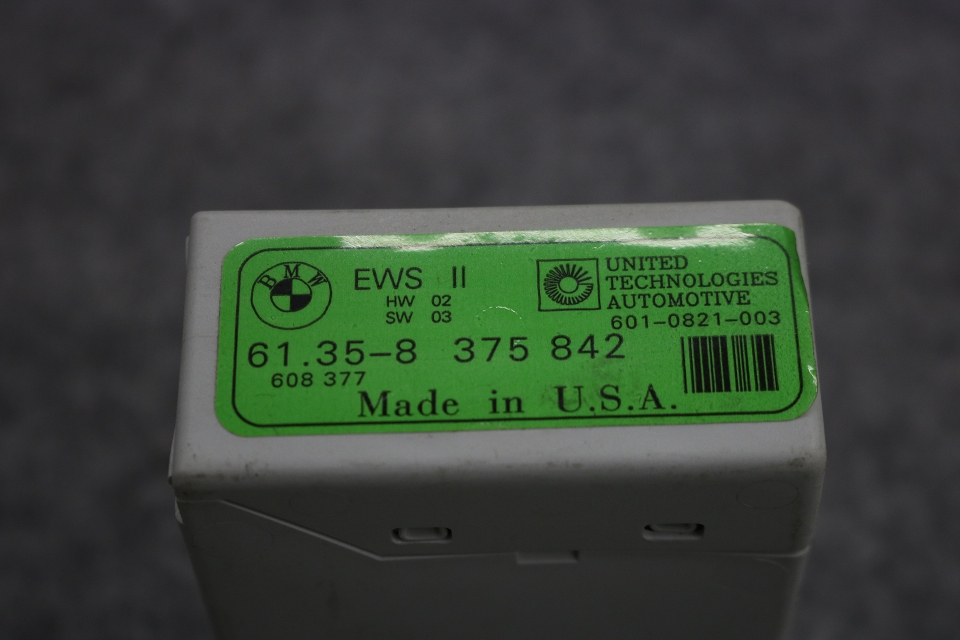 BMW
EWS II
HW 02
SW 03
UNITED
TECHNOLOGIES
AUTOMOTIVE
601-0821-003
61.35-8 375 842
608 377
Made in U.S.A.